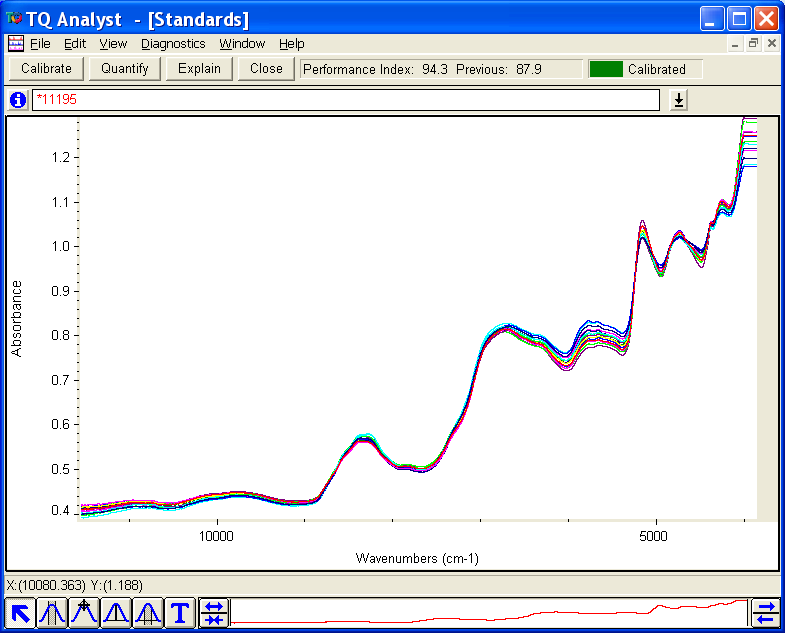 TQ Analyst - [Standards]
File Edit View Diagnostics Window Help
Calibrate Quantify Explain Close Performance Index: 94.3 Previous: 87.9 Calibrated
*11195
1.2
1.1
1.0
0.9
0.8
0.7
0.6
0.5
0.4
Absorbance
10000 5000
Wavenumbers (cm-1)
X:(10080.363) Y:(1.188)
T